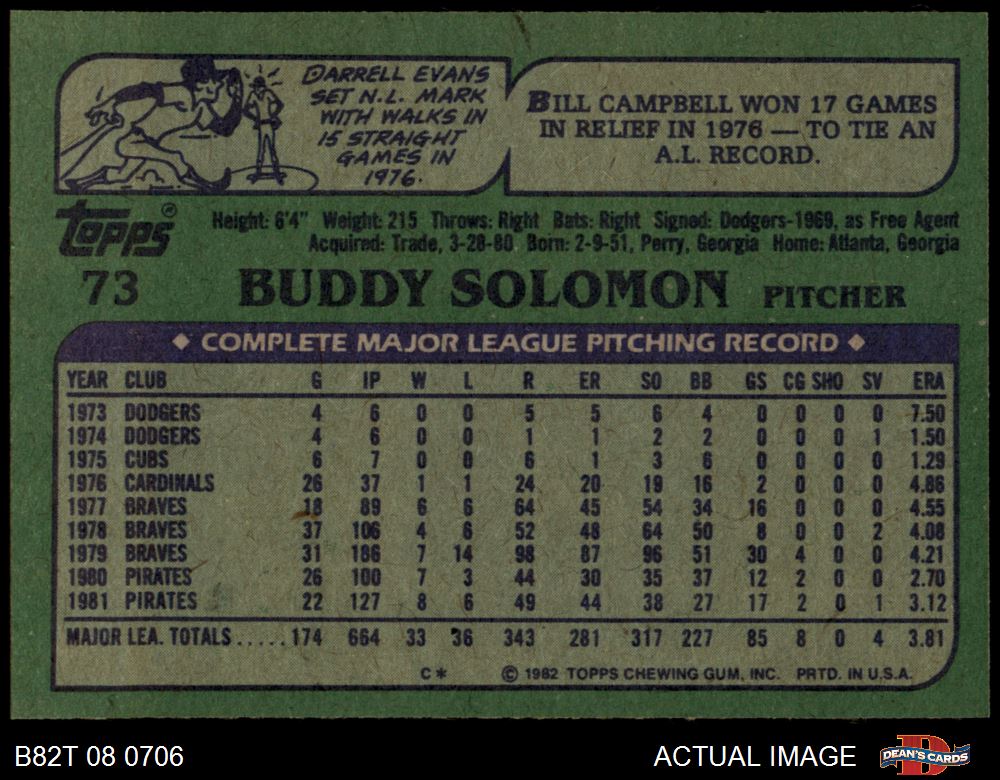 DARRELL EVANS
SET N.L. MARK
WITH WALKS IN
15 STRAIGHT
GAMES IN
1976.
BILL CAMPBELL WON 17 GAMES
IN RELIEF IN 1976 — TO TIE AN
A.L. RECORD.
Topps®
Height: 6'4" Weight: 215 Throws: Right Bats: Right Signed: Dodgers-1969, as Free Agent
Acquired: Trade, 3-28-80 Born: 2-9-51, Perry, Georgia Home: Atlanta, Georgia
73 BUDDY SOLOMON PITCHER
◆ COMPLETE MAJOR LEAGUE PITCHING RECORD ◆
YEAR CLUB G IP W L R ER SO BB GS CG SHO SV ERA
1973 DODGERS 4 6 0 0 5 5 6 4 0 0 0 0 7.50
1974 DODGERS 4 6 0 0 1 1 2 2 0 0 0 1 1.50
1975 CUBS 6 7 0 0 6 1 3 6 0 0 0 0 1.29
1976 CARDINALS 26 37 1 1 24 20 19 16 2 0 0 0 4.86
1977 BRAVES 18 89 6 6 64 45 54 34 16 0 0 0 4.55
1978 BRAVES 37 106 4 6 52 48 64 50 8 0 0 2 4.08
1979 BRAVES 31 186 7 14 98 87 96 51 30 4 0 0 4.21
1980 PIRATES 26 100 7 3 44 30 35 37 12 2 0 0 2.70
1981 PIRATES 22 127 8 6 49 44 38 27 17 2 0 1 3.12
MAJOR LEA. TOTALS.....174 664 33 36 343 281 317 227 85 8 0 4 3.81
C* © 1982 TOPPS CHEWING GUM, INC. PRTD. IN U.S.A.
B82T 08 0706 ACTUAL IMAGE DEAN'S CARDS